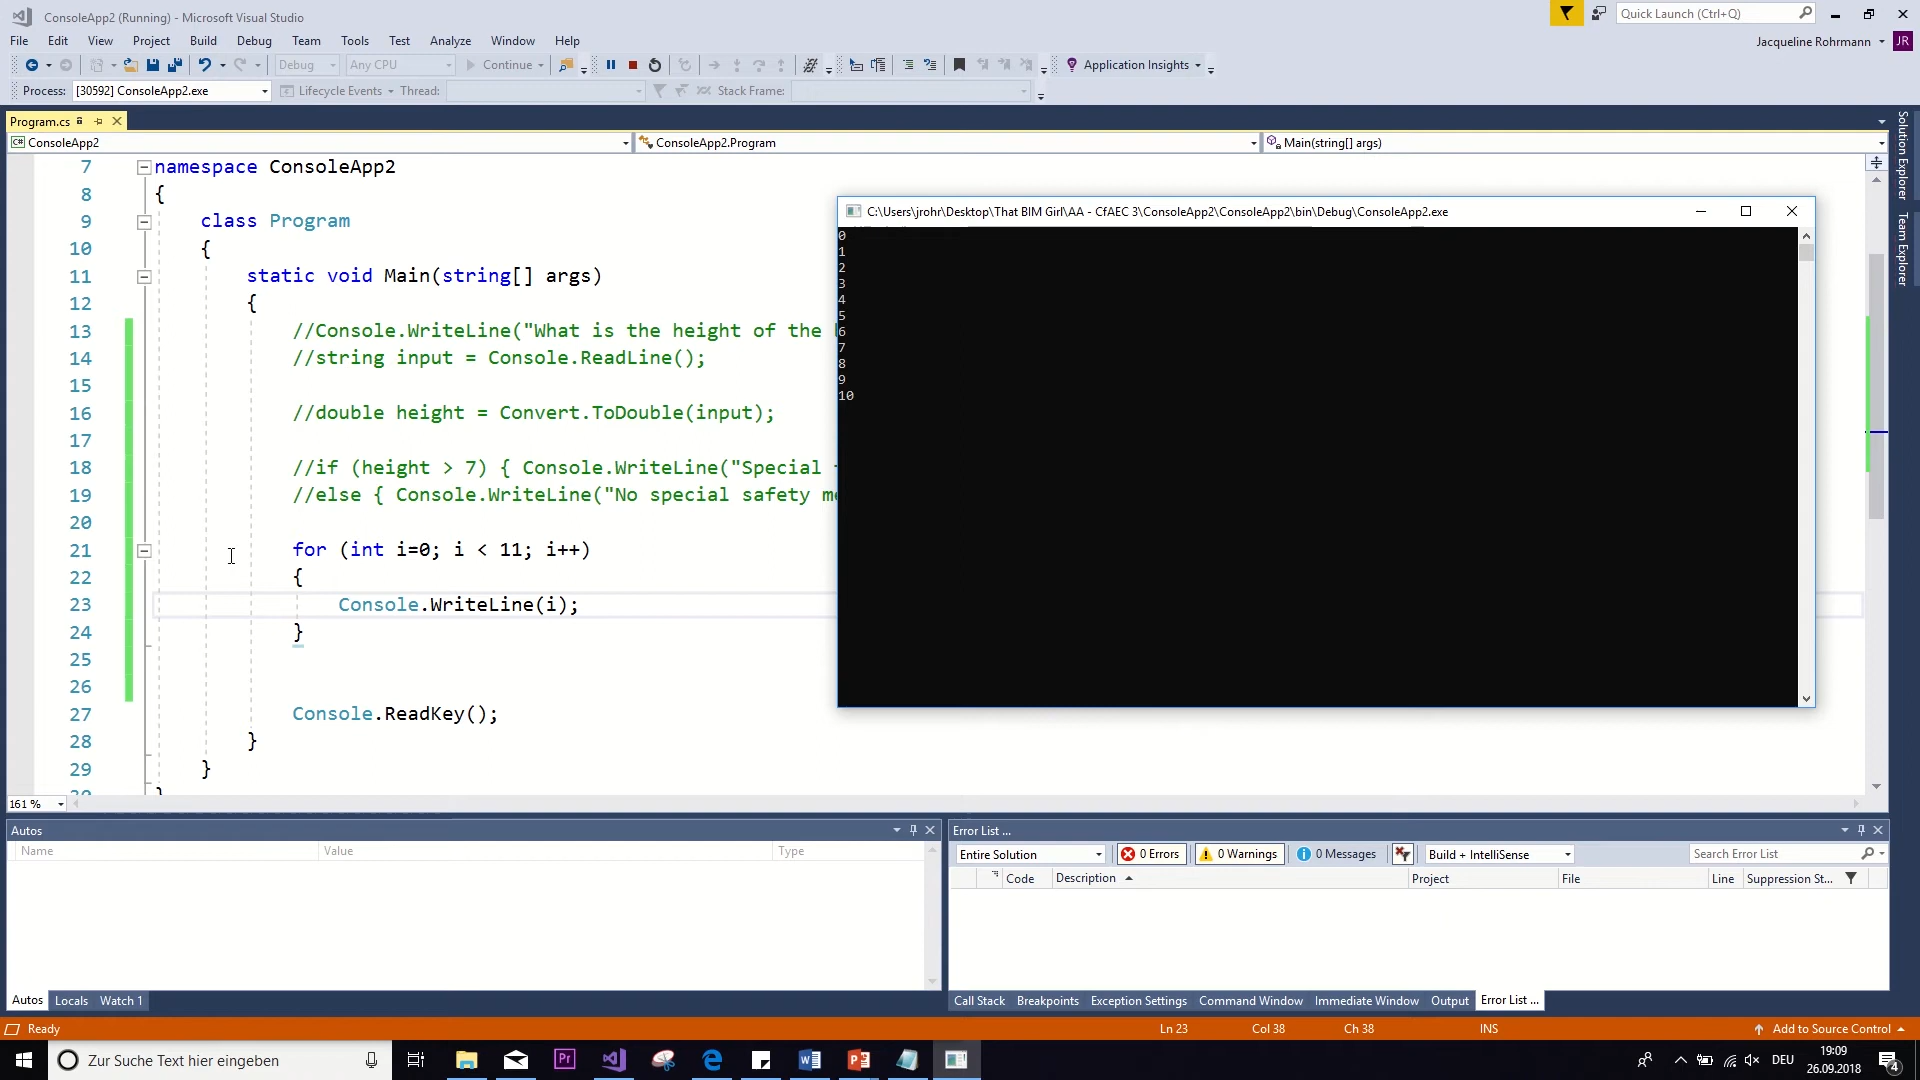 ConsoleApp2 (Running) - Microsoft Visual Studio
Quick Launch (Ctrl+Q)
File Edit View Project Build Debug Team Tools Test Analyze Window Help
Jacqueline Rohrmann JR
Debug Any CPU Continue Application Insights
Process: [30592] ConsoleApp2.exe Lifecycle Events Thread: Stack Frame:
Program.cs
C# ConsoleApp2 ConsoleApp2.Program Main(string[] args)
Solution Explorer
Team Explorer
7 namespace ConsoleApp2
8 {
9 class Program
10 {
11 static void Main(string[] args)
12 {
13 //Console.WriteLine("What is the height of the
14 //string input = Console.ReadLine();
15
16 //double height = Convert.ToDouble(input);
17
18 //if (height > 7) { Console.WriteLine("Special
19 //else { Console.WriteLine("No special safety
20
21 for (int i=0; i < 11; i++)
22 {
23 Console.WriteLine(i);
24 }
25
26
27 Console.ReadKey();
28 }
29 }
C:\Users\jrohr\Desktop\That BIM Girl\AA - CfAEC 3\ConsoleApp2\ConsoleApp2\bin\Debug\ConsoleApp2.exe
0
1
2
3
4
5
6
7
8
9
10
161 %
Autos
Name Value Type
Autos Locals Watch 1
Error List ...
Entire Solution 0 Errors 0 Warnings 0 Messages Build + IntelliSense Search Error List
Code Description Project File Line Suppression St...
Call Stack Breakpoints Exception Settings Command Window Immediate Window Output Error List ...
Ready Ln 23 Col 38 Ch 38 INS Add to Source Control
Zur Suche Text hier eingeben
Pr
DEU
19:09
26.09.2018
4